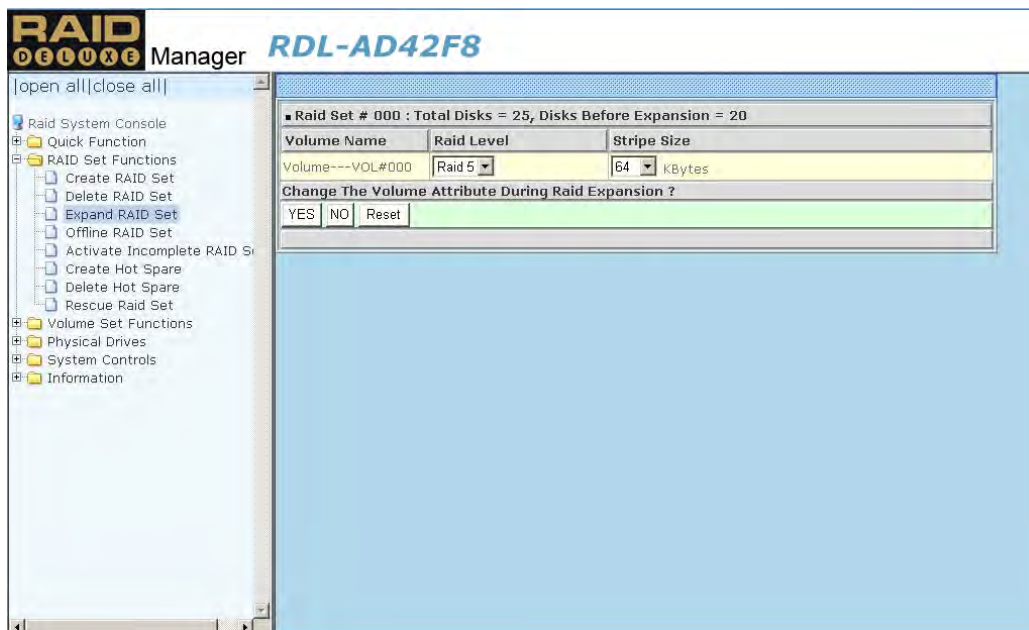 RAID
DELUXE Manager RDL-AD42F8
|open all|close all|
Raid System Console
Quick Function
RAID Set Functions
Create RAID Set
Delete RAID Set
Expand RAID Set
Offline RAID Set
Activate Incomplete RAID S
Create Hot Spare
Delete Hot Spare
Rescue Raid Set
Volume Set Functions
Physical Drives
System Controls
Information
Raid Set # 000 : Total Disks = 25, Disks Before Expansion = 20
Volume Name Raid Level Stripe Size
Volume---VOL#000 Raid 5 64 KBytes
Change The Volume Attribute During Raid Expansion ?
YES NO Reset